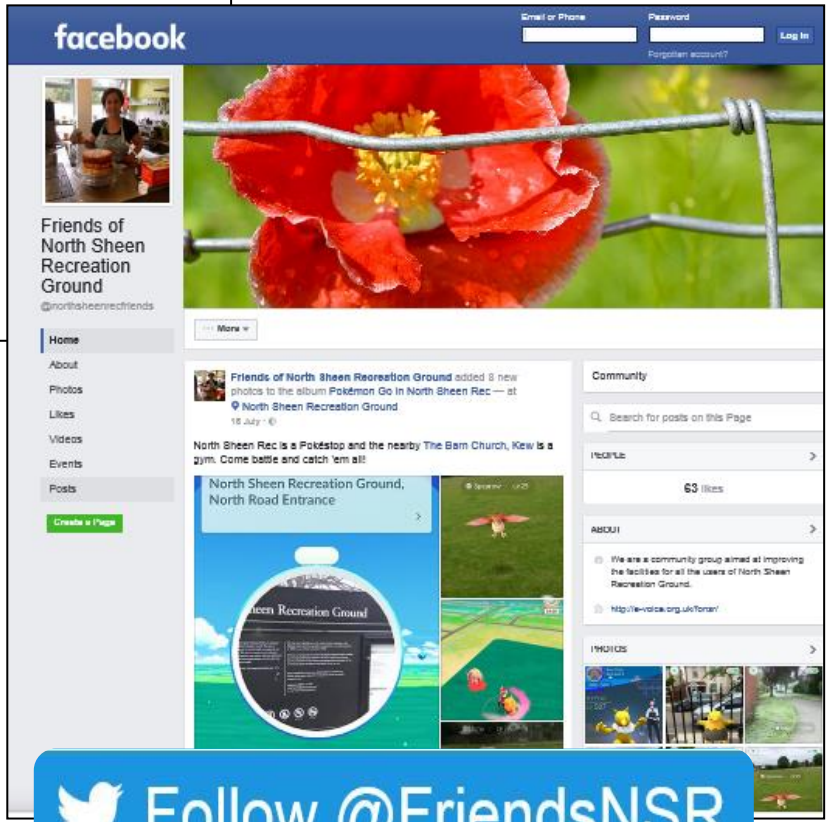 facebook
Email or Phone
Password
Log In
Forgotten account?
Friends of
North Sheen
Recreation
Ground
@northsheenrecfriends
Home
About
Photos
Likes
Videos
Events
Posts
Create a Page
··· More
Friends of North Sheen Recreation Ground added 8 new
photos to the album Pokémon Go in North Sheen Rec — at
North Sheen Recreation Ground
18 July
North Sheen Rec is a Pokéstop and the nearby The Barn Church, Kew is a
gym. Come battle and catch 'em all!
North Sheen Recreation Ground,
North Road Entrance
Recreation Ground
Community
Search for posts on this Page
PEOPLE
63 likes
ABOUT
We are a community group aimed at improving
the facilities for all the users of North Sheen
Recreation Ground.
http://e-voice.org.uk/fonsr/
PHOTOS
Follow @FriendsNSR